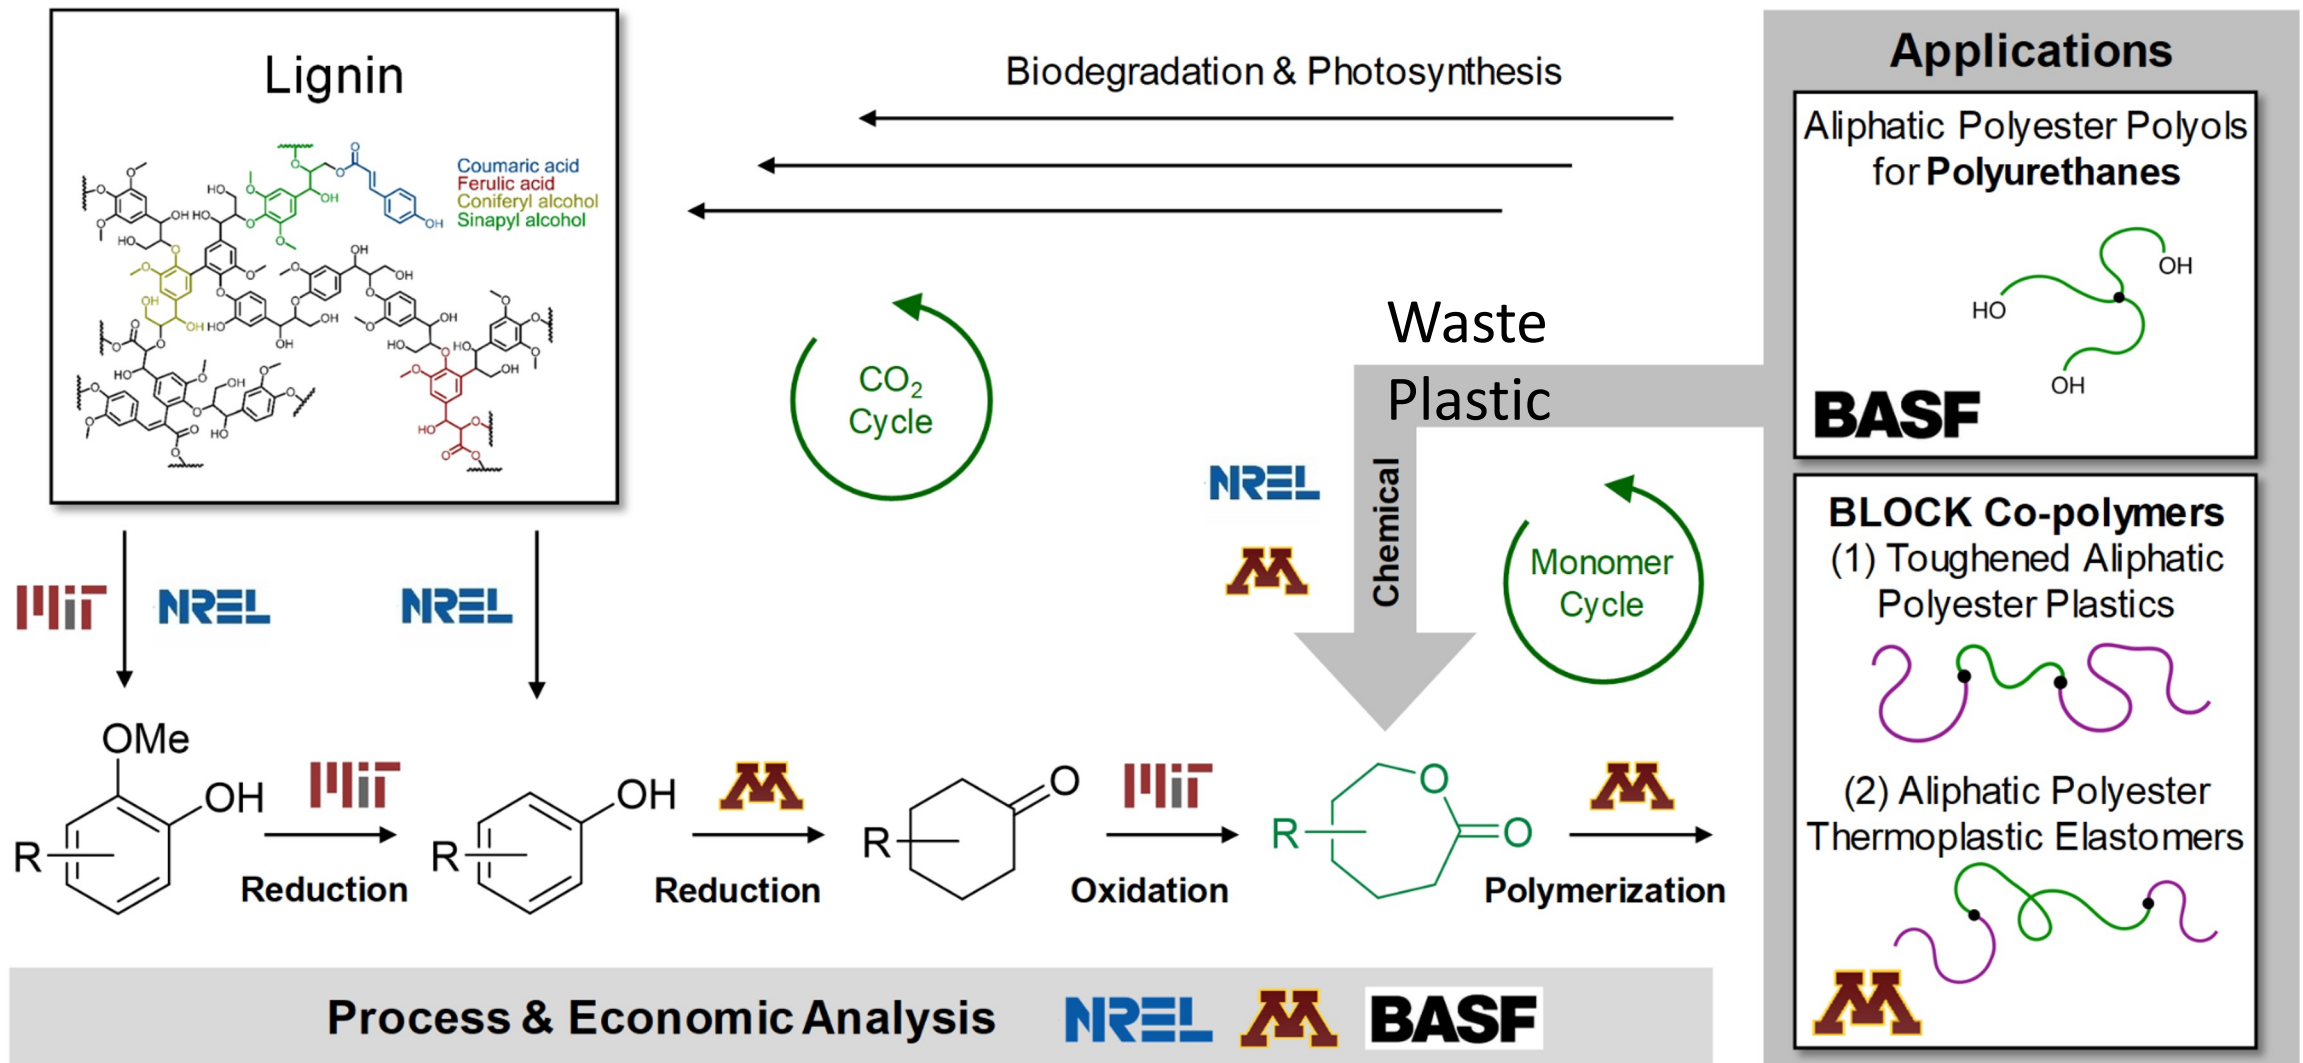 Lignin
Coumaric acid
Ferulic acid
Coniferyl alcohol
Sinapyl alcohol
Biodegradation & Photosynthesis
CO2
Cycle
Waste
Plastic
Chemical
NREL
M
Monomer
Cycle
MIT
NREL
NREL
OMe
OH
R
MIT
Reduction
OH
R
M
Reduction
O
R
MIT
Oxidation
O
O
R
M
Polymerization
Process & Economic Analysis
NREL
M
BASF
Applications
Aliphatic Polyester Polyols
for Polyurethanes
OH
HO
OH
BASF
BLOCK Co-polymers
(1) Toughened Aliphatic
Polyester Plastics
(2) Aliphatic Polyester
Thermoplastic Elastomers
M